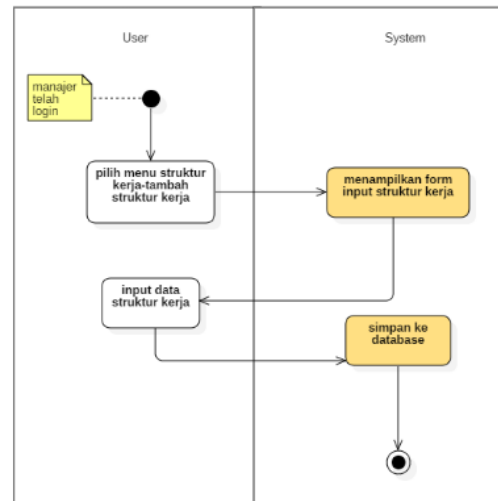 User
System
manajer
telah
login
pilih menu struktur
kerja-tambah
struktur kerja
menampilkan form
input struktur kerja
input data
struktur kerja
simpan ke
database